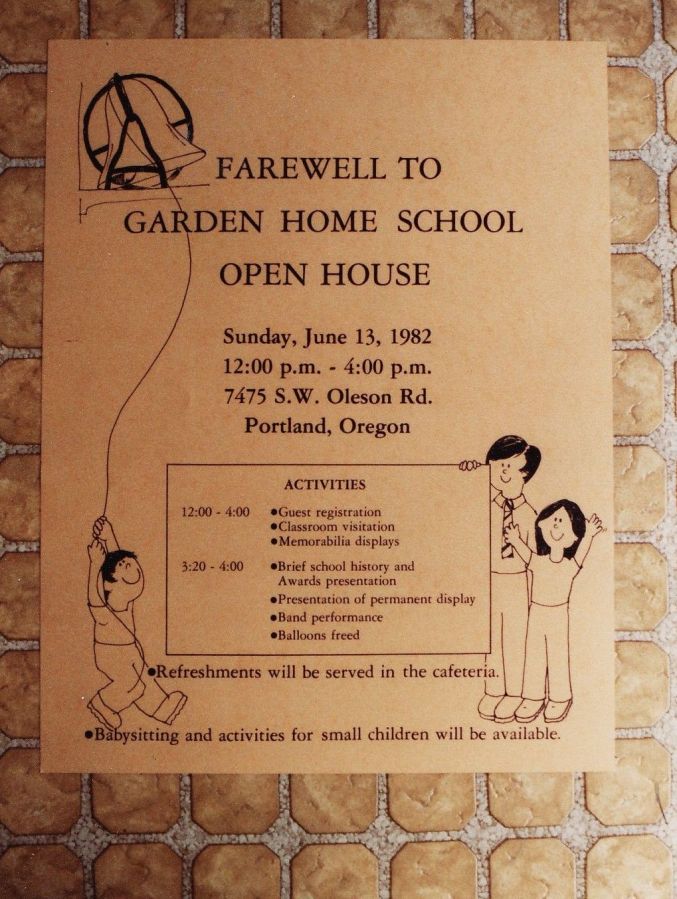 FAREWELL TO
GARDEN HOME SCHOOL
OPEN HOUSE
Sunday, June 13, 1982
12:00 p.m. - 4:00 p.m.
7475 S.W. Oleson Rd.
Portland, Oregon
ACTIVITIES
12:00 - 4:00 ●Guest registration
●Classroom visitation
●Memorabilia displays
3:20 - 4:00 ●Brief school history and
Awards presentation
●Presentation of permanent display
●Band performance
●Balloons freed
●Refreshments will be served in the cafeteria.
●Babysitting and activities for small children will be available.